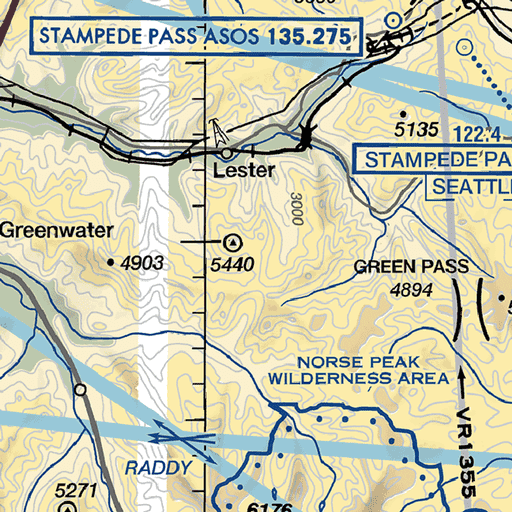 STAMPEDE PASS ASOS 135.275
5135
122.4
STAMPEDE PA
SEATTL
Lester
3000
Greenwater
4903
5440
GREEN PASS
4894
NORSE PEAK
WILDERNESS AREA
VR1355
RADDY
5271
6176